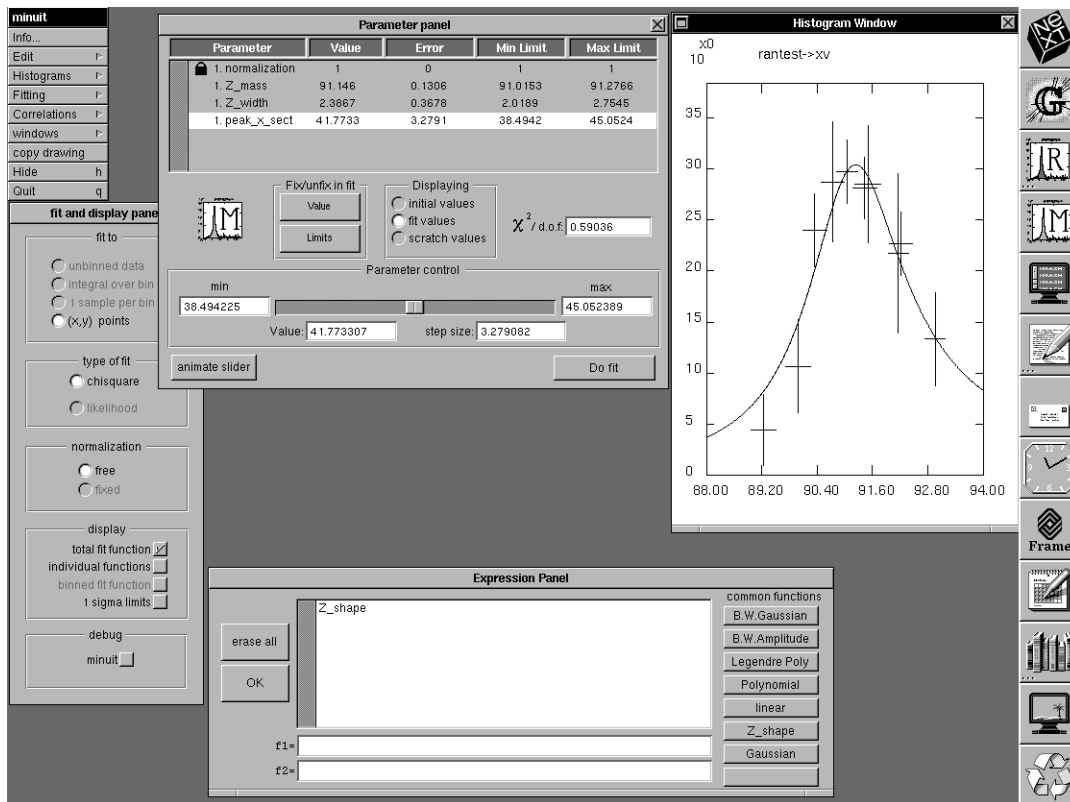 minuit
Info...
Edit
Histograms
Fitting
Correlations
windows
copy drawing
Hide h
Quit q
fit and display pane
fit to
unbinned data
integral over bin
1 sample per bin
(x,y) points
type of fit
chisquare
likelihood
normalization
free
fixed
display
total fit function
individual functions
binned fit function
1 sigma limits
debug
minuit
Parameter panel
Parameter Value Error Min Limit Max Limit
1. normalization 1 0 1 1
1. Z_mass 91.146 0.1306 91.0153 91.2766
1. Z_width 2.3867 0.3678 2.0189 2.7545
1. peak_x_sect 41.7733 3.2791 38.4942 45.0524
M
Fix/unfix in fit
Value
Limits
Displaying
initial values
fit values
scratch values
χ2/ d.o.f: 0.59036
Parameter control
min max
38.494225 45.052389
Value: 41.773307 step size: 3.279082
animate slider Do fit
Histogram Window
x0
10 rantest->xv
35
30
25
20
15
10
5
0
88.00 89.20 90.40 91.60 92.80 94.00
Expression Panel
erase all
OK
Z_shape
f1=
f2=
common functions
B.W.Gaussian
B.W.Amplitude
Legendre Poly
Polynomial
linear
Z_shape
Gaussian
NeXT
G
R
M
Frame